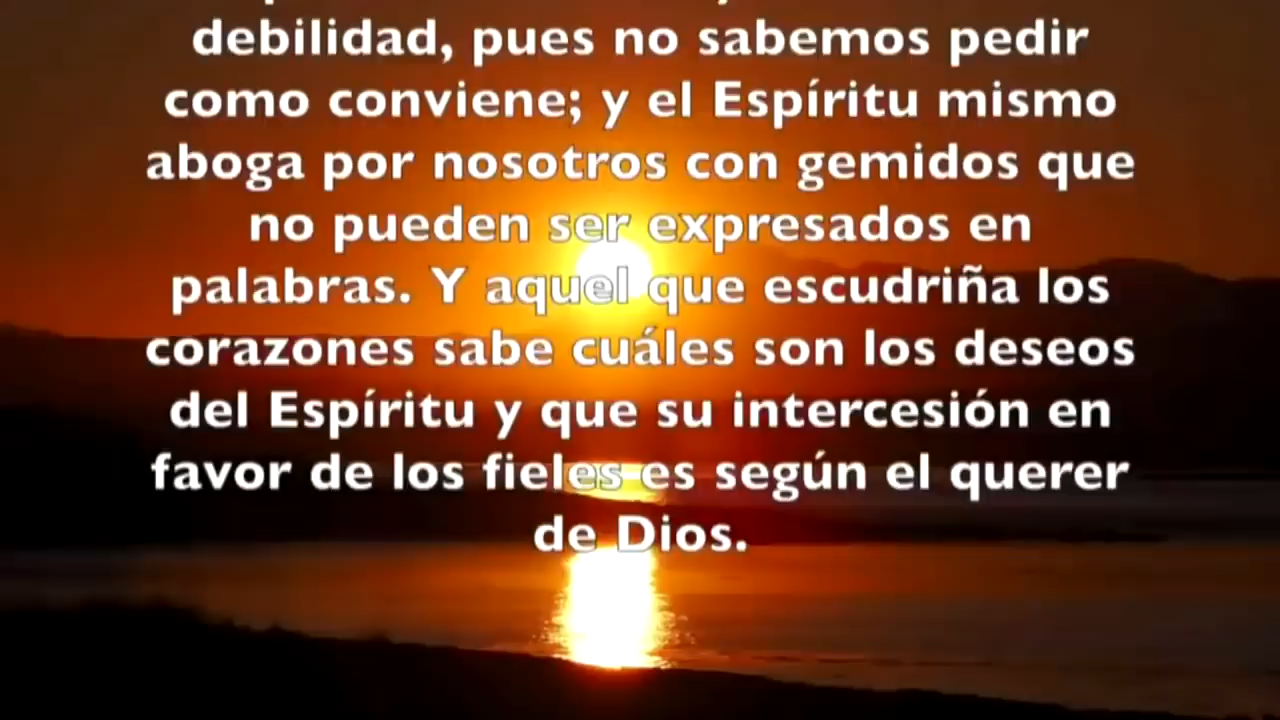 debilidad, pues no sabemos pedir
como conviene; y el Espíritu mismo
aboga por nosotros con gemidos que
no pueden ser expresados en
palabras. Y aquel que escudriña los
corazones sabe cuáles son los deseos
del Espíritu y que su intercesión en
favor de los fieles es según el querer
de Dios.